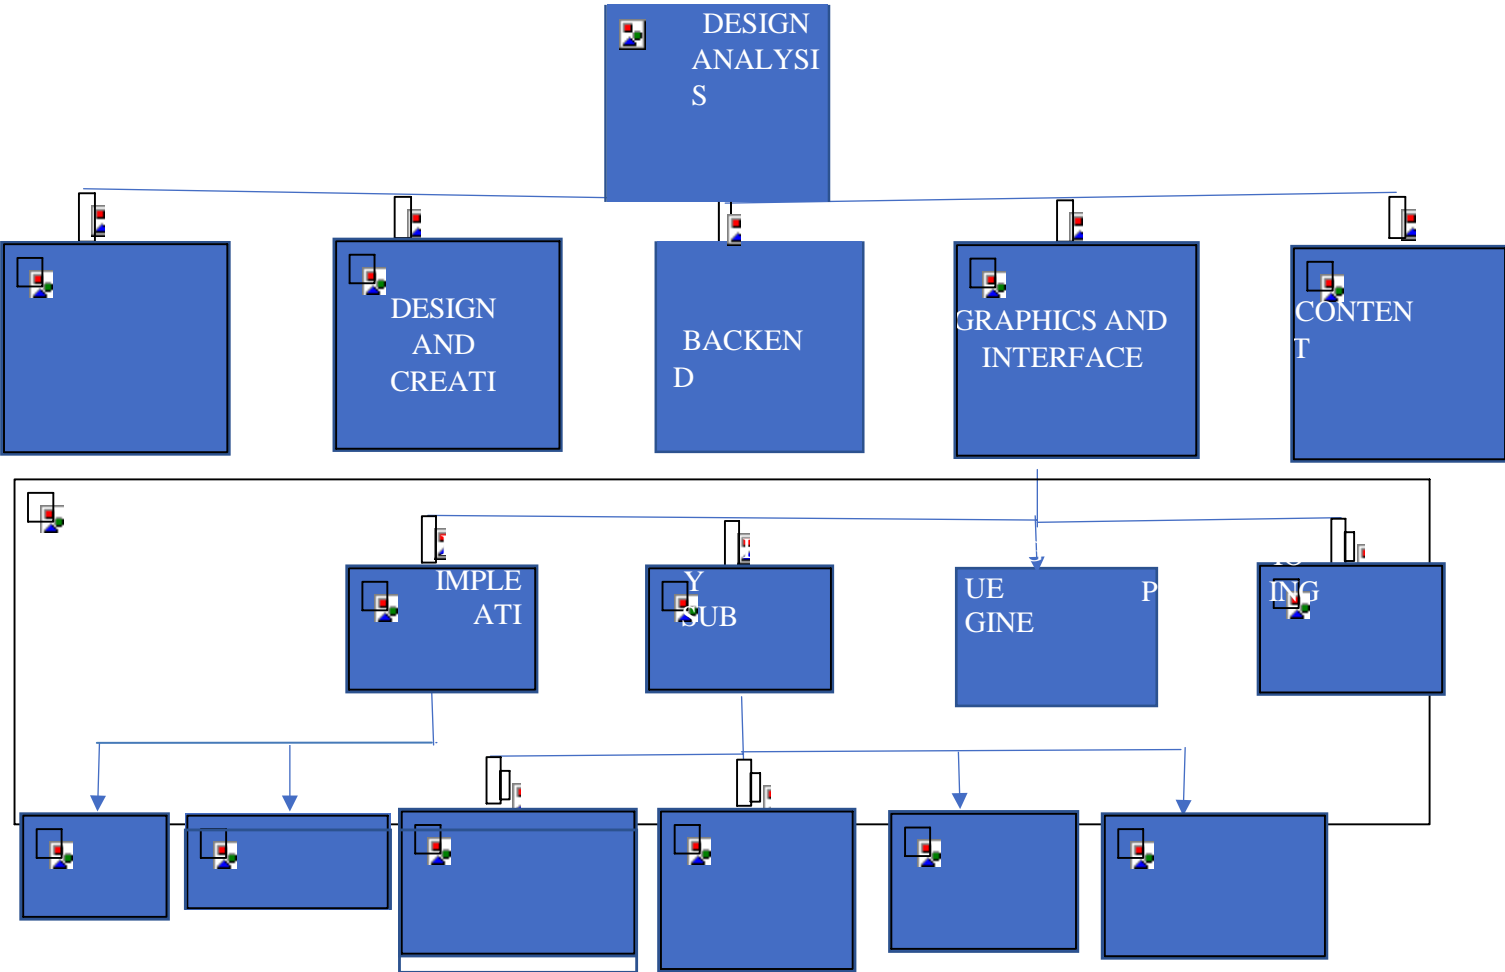 DESIGN
ANALYSI
S
DESIGN
AND
CREATI
BACKEN
D
GRAPHICS AND
INTERFACE
CONTEN
T
IMPLE
ATI
Y
SUB
UE P
GINE
ING